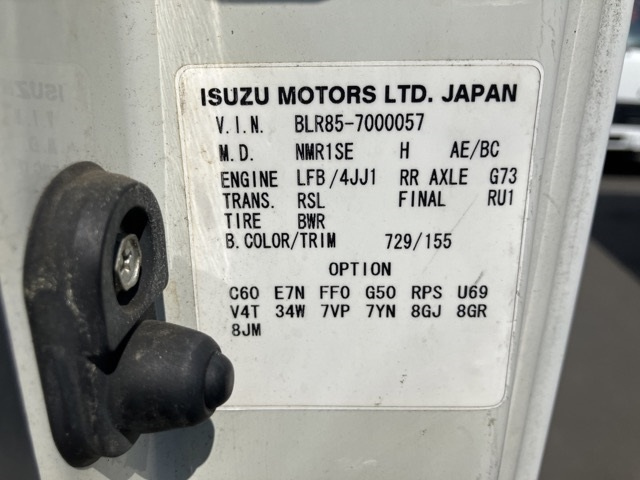 ISUZU MOTORS LTD. JAPAN
V.I.N. BLR85-7000057
M.D. NMR1SE H AE/BC
ENGINE LFB/4JJ1 RR AXLE G73
TRANS. RSL FINAL RU1
TIRE BWR
B.COLOR/TRIM 729/155
OPTION
C60 E7N FF0 G50 RPS U69
V4T 34W 7VP 7YN 8GJ 8GR
8JM